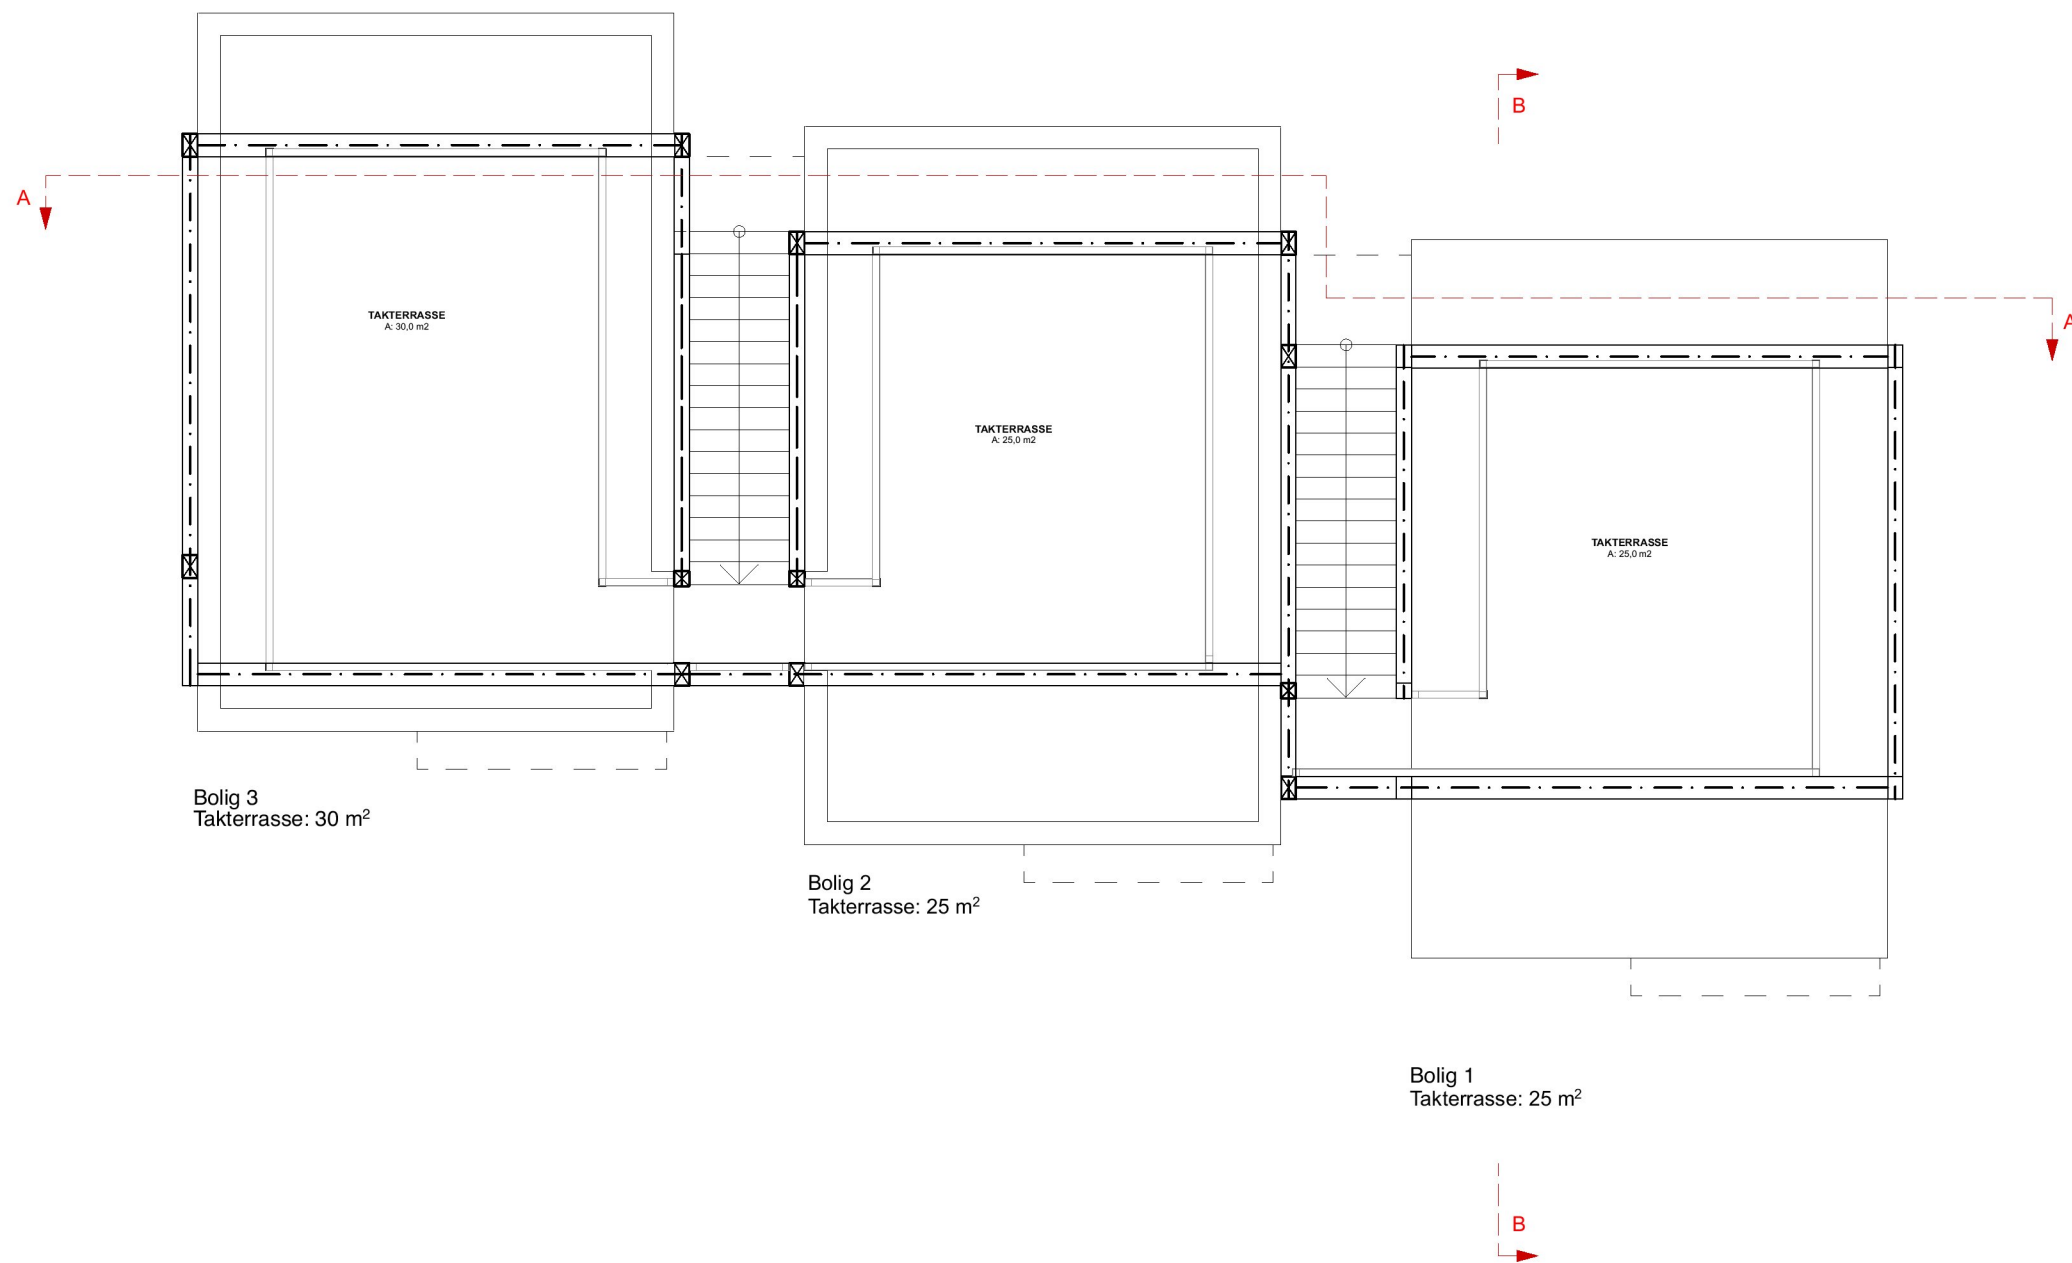 B
A
TAKTERRASSE
A: 30,0 m2
A
TAKTERRASSE
A: 25,0 m2
TAKTERRASSE
A: 25,0 m2
Bolig 3
Takterrasse: 30 m²
Bolig 2
Takterrasse: 25 m²
Bolig 1
Takterrasse: 25 m²
B